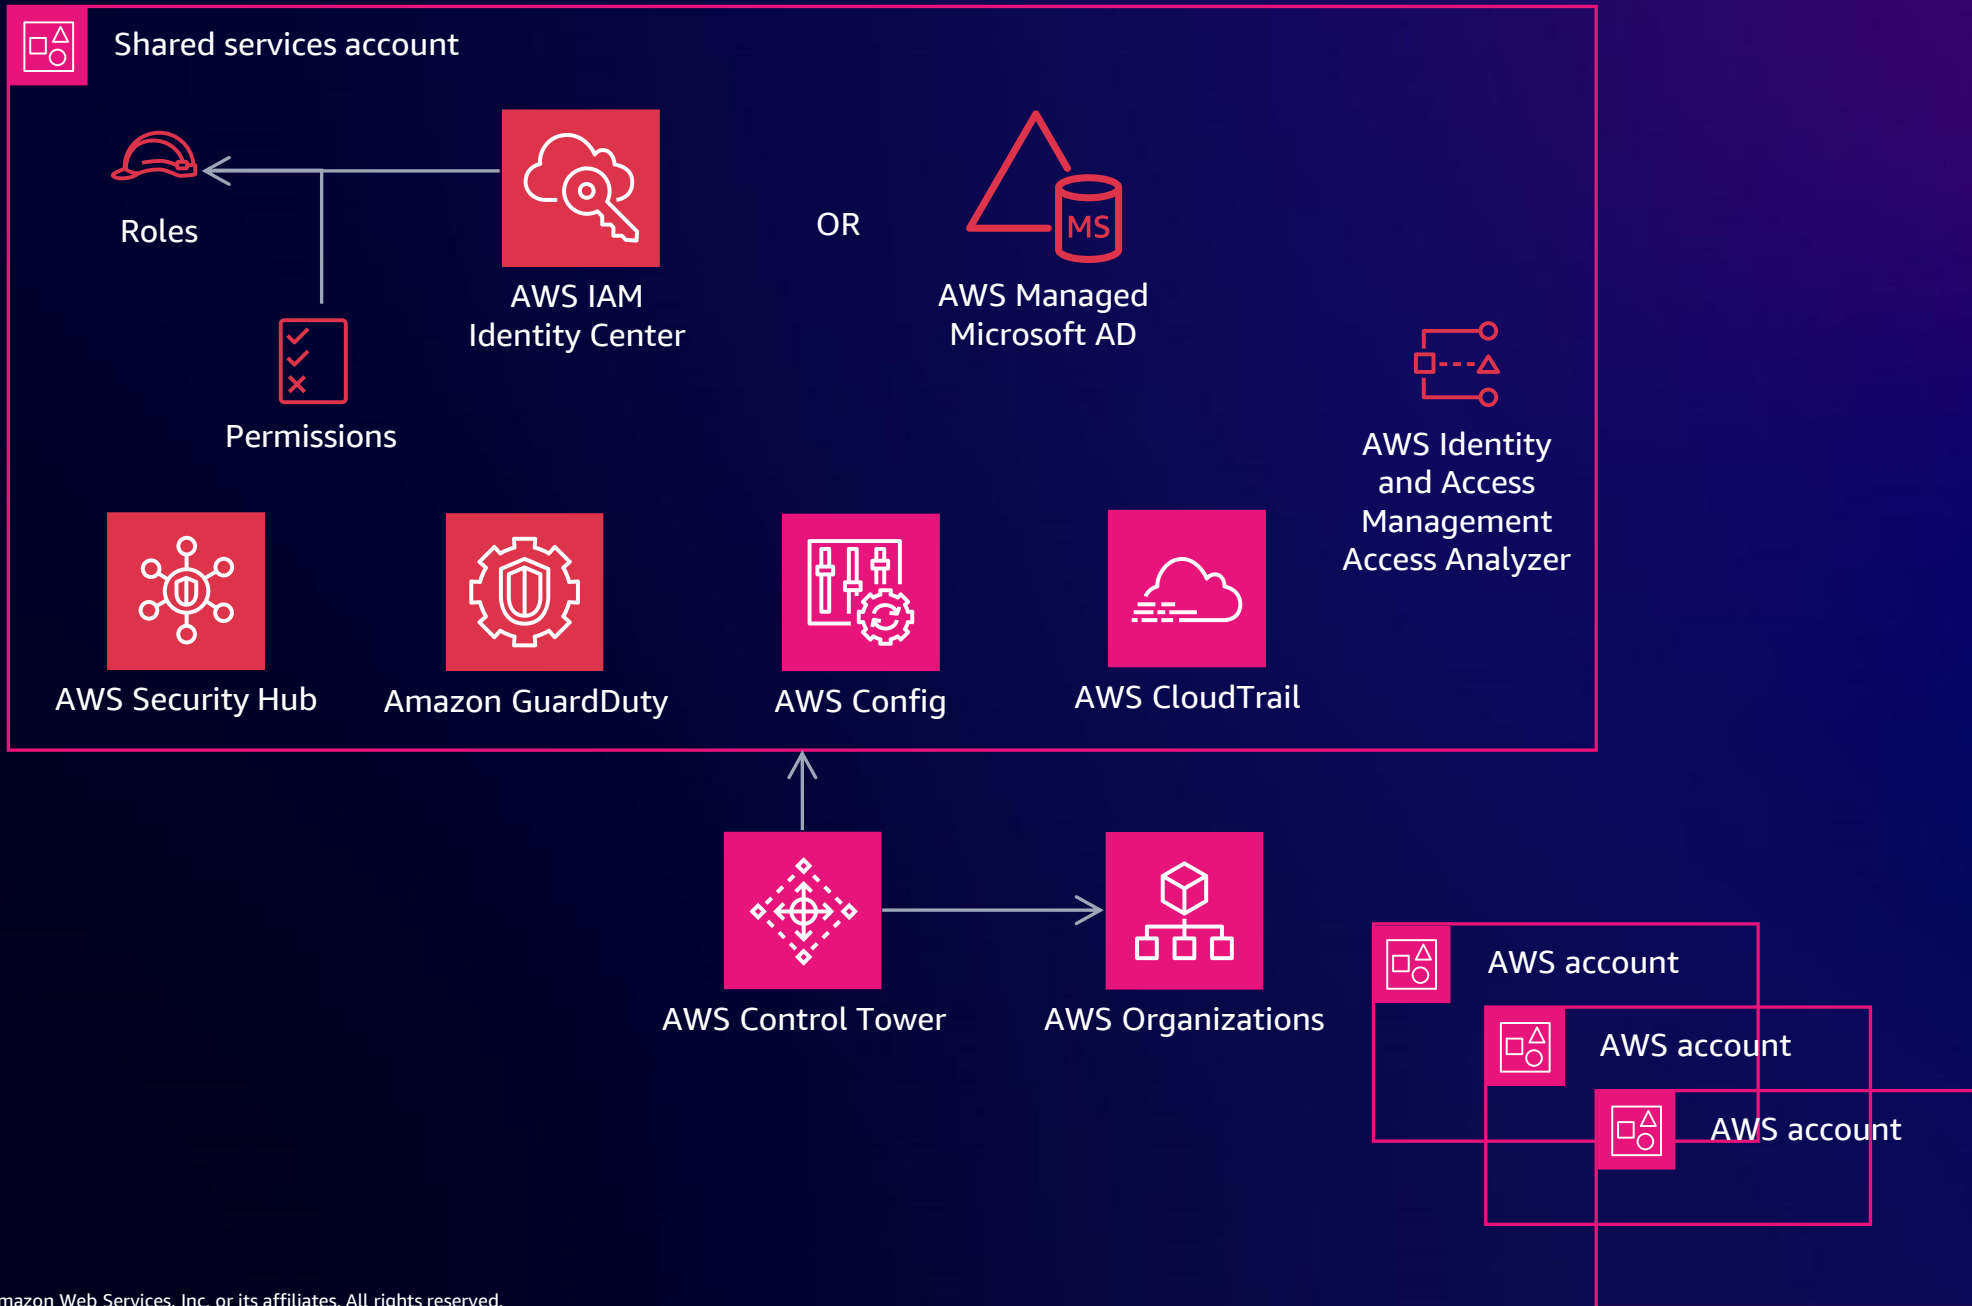 Shared services account
Roles
AWS IAM
Identity Center
OR
MS
AWS Managed
Microsoft AD
Permissions
AWS Identity
and Access
Management
Access Analyzer
AWS Security Hub
Amazon GuardDuty
AWS Config
AWS CloudTrail
AWS Control Tower
AWS Organizations
AWS account
AWS account
AWS account
mazon Web Services, Inc. or its affiliates. All rights reserved.